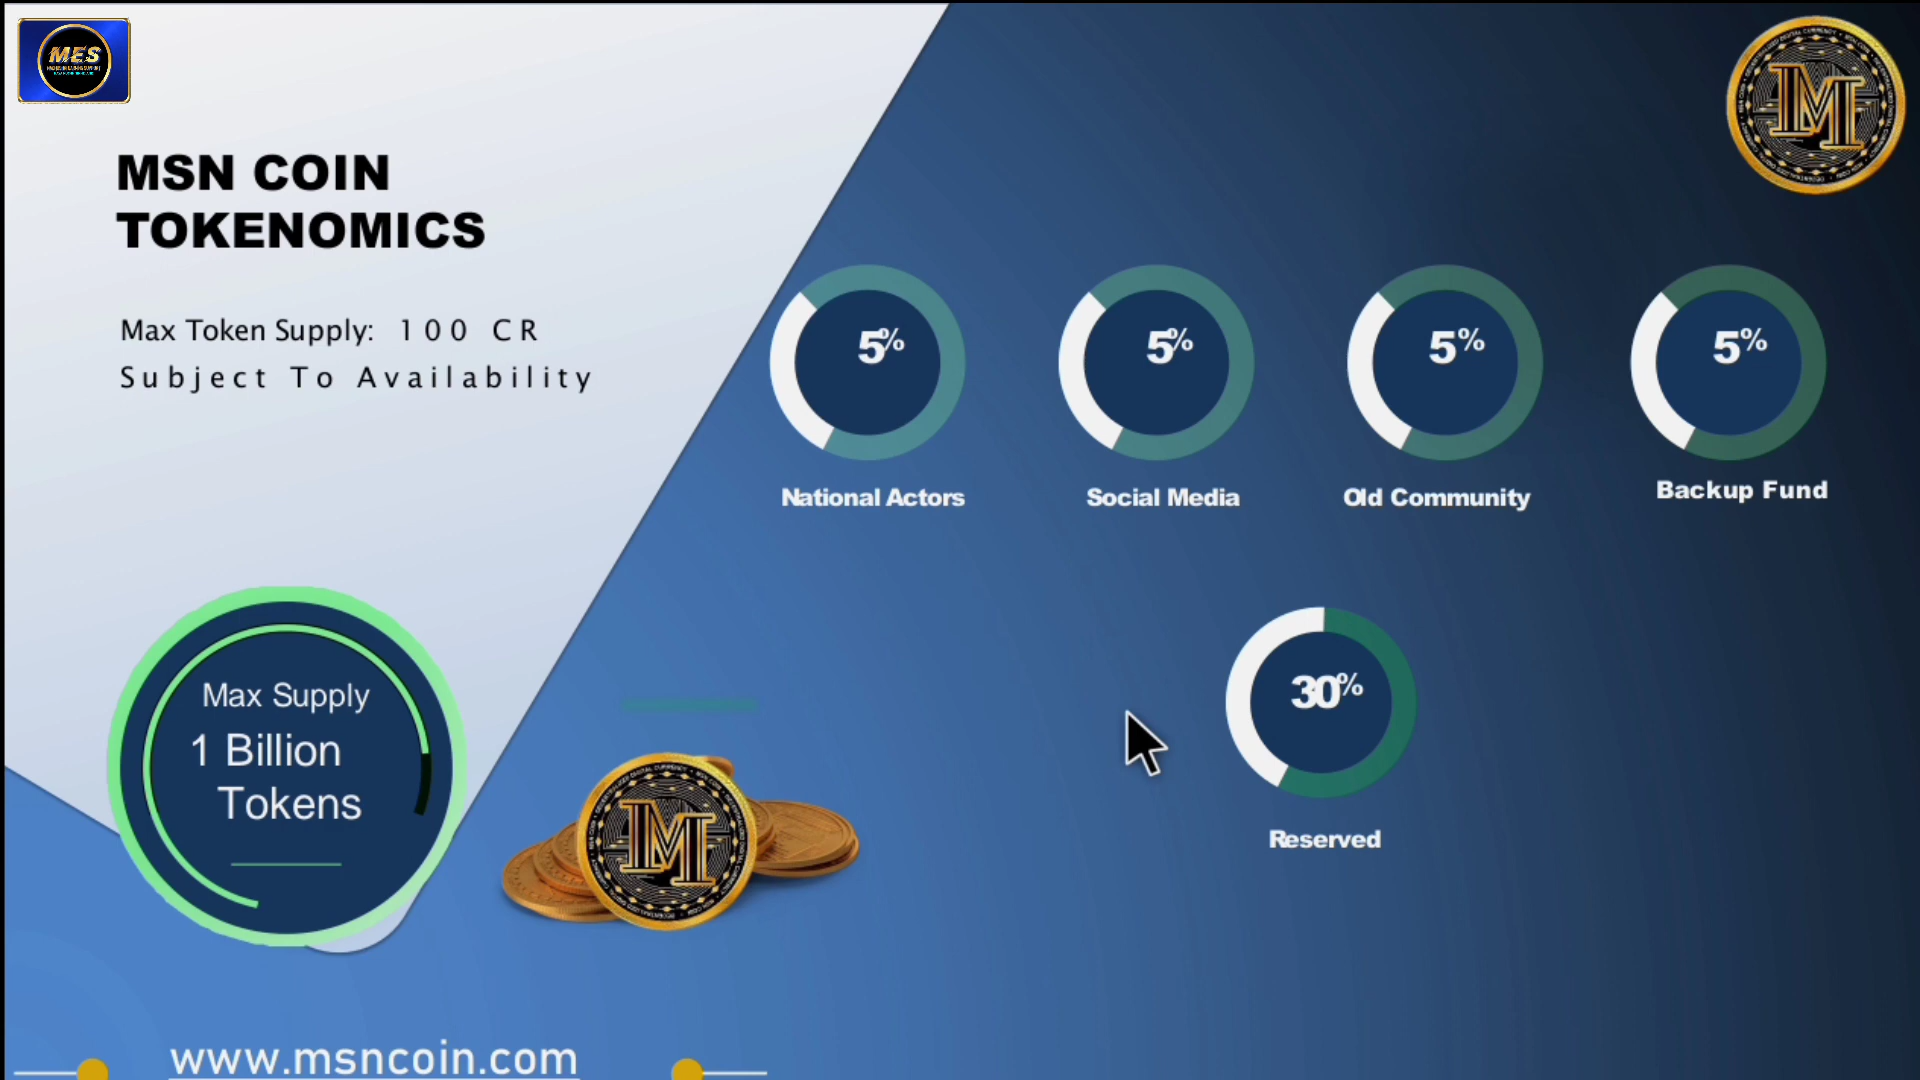 MES
MSN COIN
TOKENOMICS
Max Token Supply: 100 CR
Subject To Availability
5%
5%
5%
5%
National Actors
Social Media
Old Community
Backup Fund
Max Supply
1 Billion
Tokens
30%
Reserved
www.msncoin.com